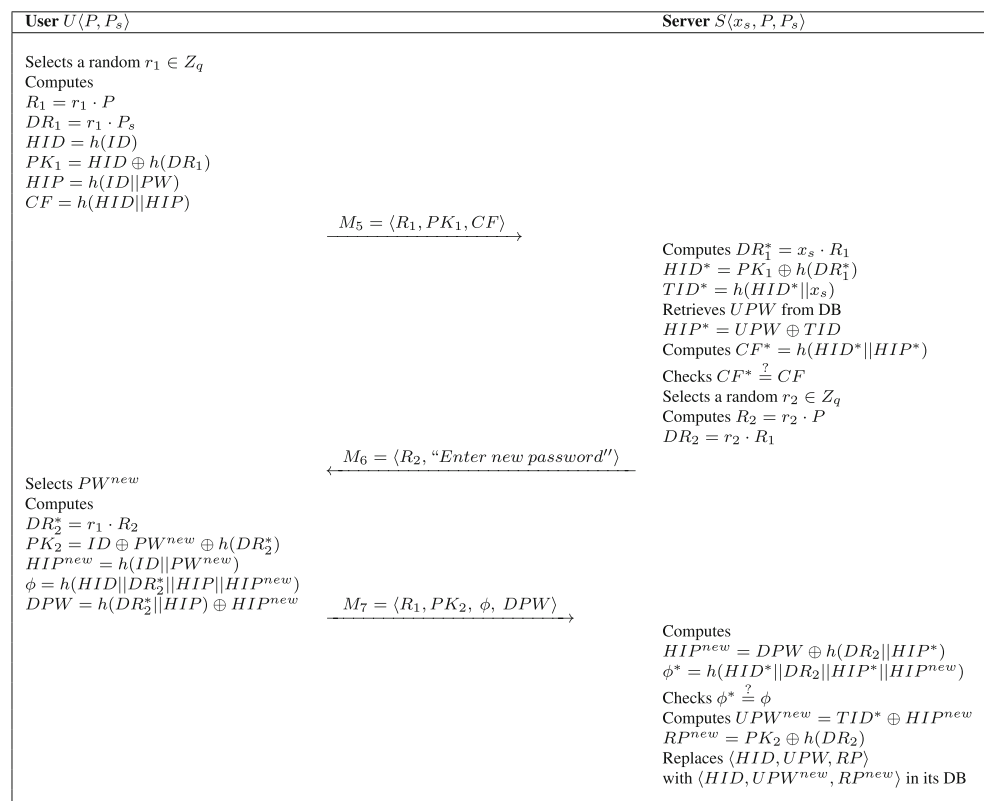 User U⟨P, P_s⟩
Server S⟨x_s, P, P_s⟩
Selects a random r_1 ∈ Z_q
Computes
R_1 = r_1 · P
DR_1 = r_1 · P_s
HID = h(ID)
PK_1 = HID ⊕ h(DR_1)
HIP = h(ID||PW)
CF = h(HID||HIP)
M_5 = ⟨R_1, PK_1, CF⟩
Computes DR_1^* = x_s · R_1
HID^* = PK_1 ⊕ h(DR_1^*)
TID^* = h(HID^*||x_s)
Retrieves UPW from DB
HIP^* = UPW ⊕ TID
Computes CF^* = h(HID^*||HIP^*)
Checks CF^* ≟ CF
Selects a random r_2 ∈ Z_q
Computes R_2 = r_2 · P
DR_2 = r_2 · R_1
M_6 = ⟨R_2, “Enter new password″⟩
Selects PW^{new}
Computes
DR_2^* = r_1 · R_2
PK_2 = ID ⊕ PW^{new} ⊕ h(DR_2^*)
HIP^{new} = h(ID||PW^{new})
ϕ = h(HID||DR_2^*||HIP||HIP^{new})
DPW = h(DR_2^*||HIP) ⊕ HIP^{new}
M_7 = ⟨R_1, PK_2, ϕ, DPW⟩
Computes
HIP^{new} = DPW ⊕ h(DR_2||HIP^*)
ϕ^* = h(HID^*||DR_2||HIP^*||HIP^{new})
Checks ϕ^* ≟ ϕ
Computes UPW^{new} = TID^* ⊕ HIP^{new}
RP^{new} = PK_2 ⊕ h(DR_2)
Replaces ⟨HID, UPW, RP⟩
with ⟨HID, UPW^{new}, RP^{new}⟩ in its DB